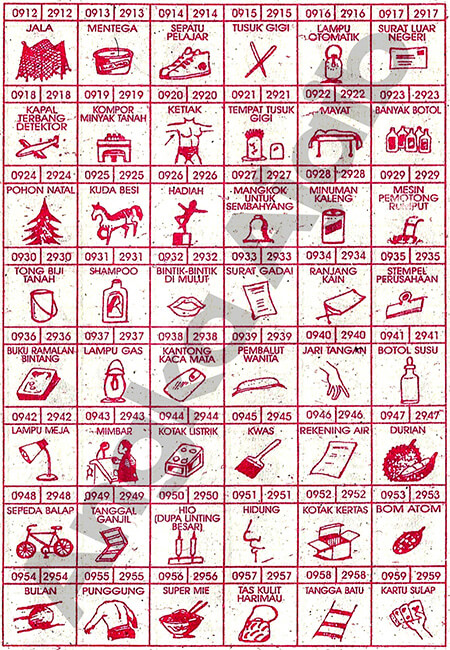 0912 2912
JALA
0913 2913
MENTEGA
0914 2914
SEPATU
PELAJAR
0915 2915
TUSUK GIGI
0916 2916
LAMPU
OTOMATIK
0917 2917
SURAT LUAR
NEGERI
0918 2918
KAPAL
TERBANG
DETEKTOR
0919 2919
KOMPOR
MINYAK TANAH
0920 2920
KETIAK
0921 2921
TEMPAT TUSUK
GIGI
0922 2922
MAYAT
0923 2923
BANYAK BOTOL
0924 2924
POHON NATAL
0925 2925
KUDA BESI
0926 2926
HADIAH
0927 2927
MANGKOK
UNTUK
SEMBAHYANG
0928 2928
MINUMAN
KALENG
0929 2929
MESIN
PEMOTONG
RUMPUT
0930 2930
TONG BIJI
TANAH
0931 2931
SHAMPOO
0932 2932
BINTIK-BINTIK
DI MULUT
0933 2933
SURAT GADAI
0934 2934
RANJANG
KAIN
0935 2935
STEMPEL
PERUSAHAAN
0936 2936
BUKU RAMALAN
BINTANG
0937 2937
LAMPU GAS
0938 2938
KANTONG
KACA MATA
0939 2939
PEMBALUT
WANITA
0940 2940
JARI TANGAN
0941 2941
BOTOL SUSU
0942 2942
LAMPU MEJA
0943 2943
MIMBAR
0944 2944
KOTAK LISTRIK
0945 2945
KWAS
0946 2946
REKENING AIR
0947 2947
DURIAN
0948 2948
SEPEDA BALAP
0949 2949
TANGGAL
GANJIL
0950 2950
HIO
(DUPA LINTING
BESAR)
0951 2951
HIDUNG
0952 2952
KOTAK KERTAS
0953 2953
BOM ATOM
0954 2954
BULAN
0955 2955
PUNGGUNG
0956 2956
SUPER MIE
0957 2957
TAS KULIT
HARIMAU
0958 2958
TANGGA BATU
0959 2959
KARTU SULAP